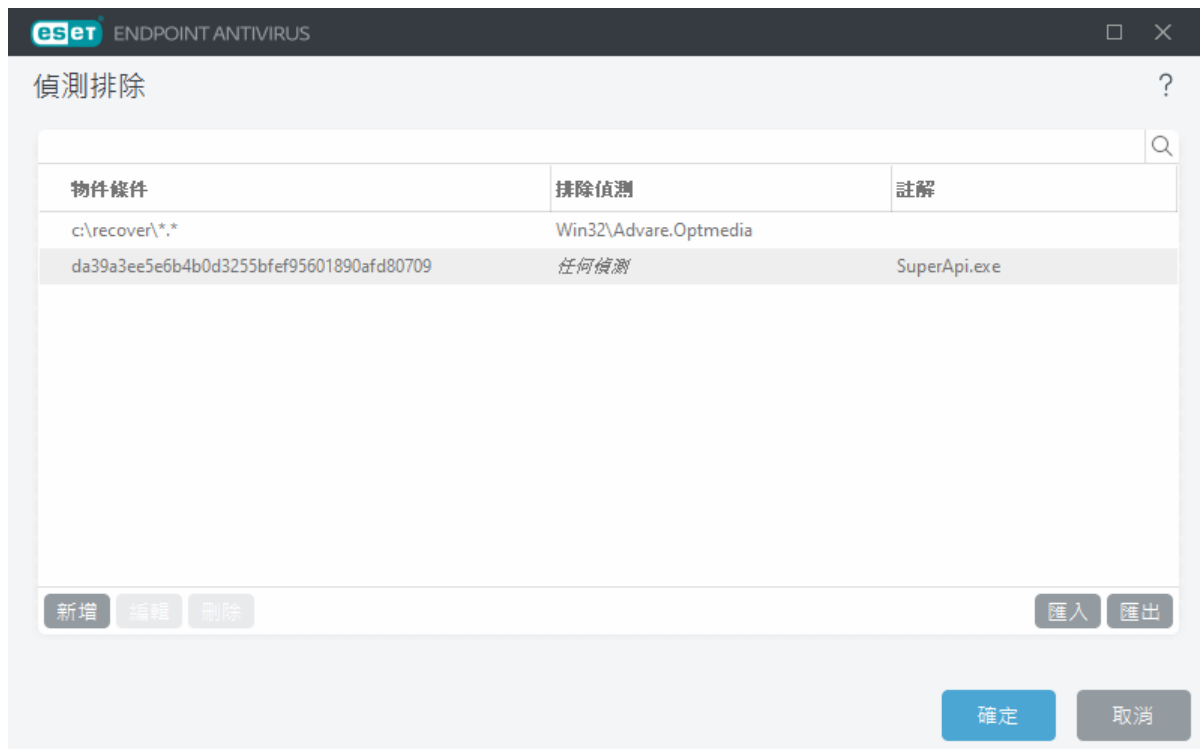 eset ENDPOINT ANTIVIRUS
偵測排除 ?
物件條件 排除偵測 註解
c:\recover\*.* Win32\Advare.Optmedia
da39a3ee5e6b4b0d3255bfef95601890afd80709 任何偵測 SuperApi.exe
新增 編輯 刪除 匯入 匯出
確定 取消